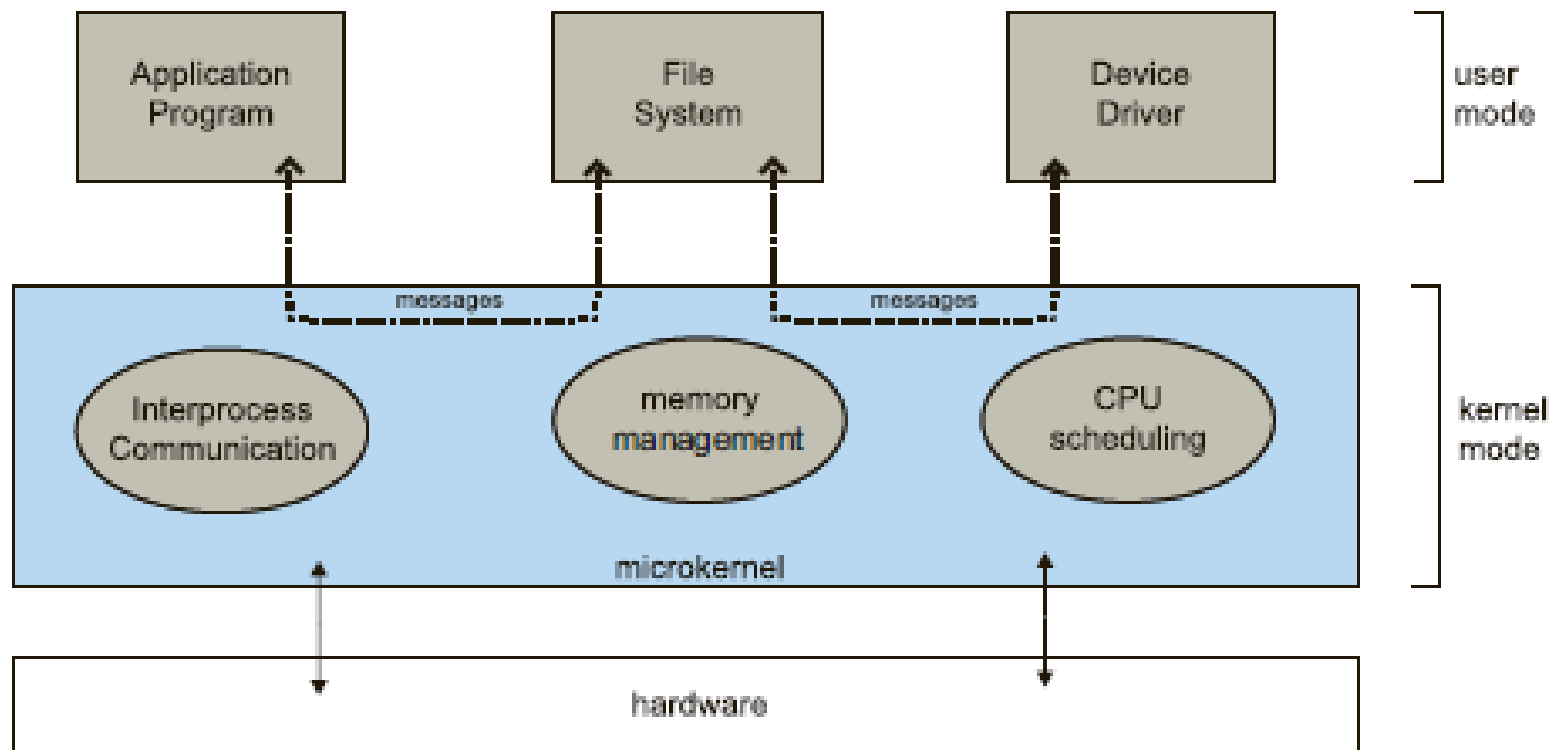 Application
Program
File
System
Device
Driver
user
mode
messages
messages
Interprocess
Communication
memory
management
CPU
scheduling
kernel
mode
microkernel
hardware